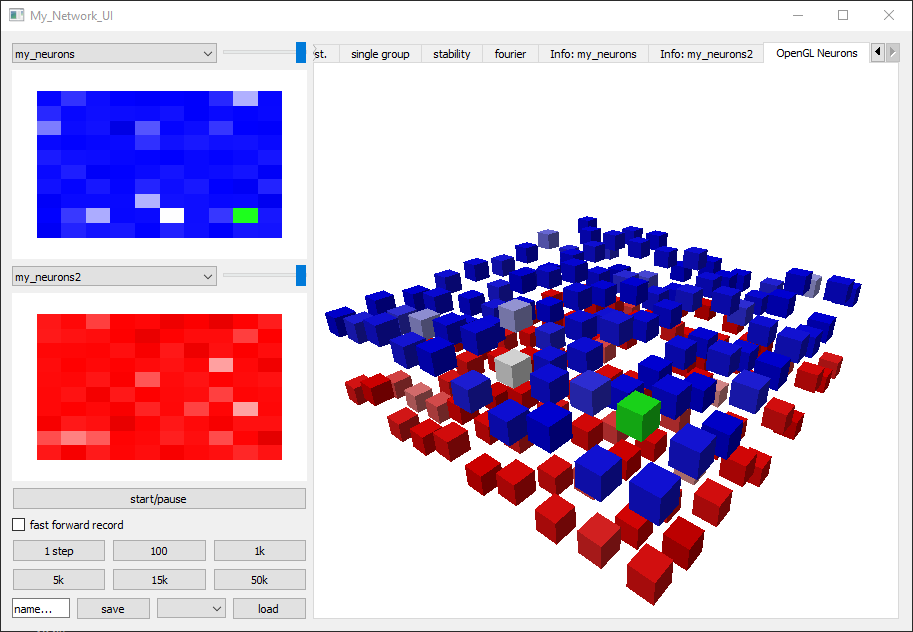 My_Network_UI
my_neurons
st. single group stability fourier Info: my_neurons Info: my_neurons2 OpenGL Neurons
my_neurons2
start/pause
fast forward record
1 step 100 1k
5k 15k 50k
name... save load